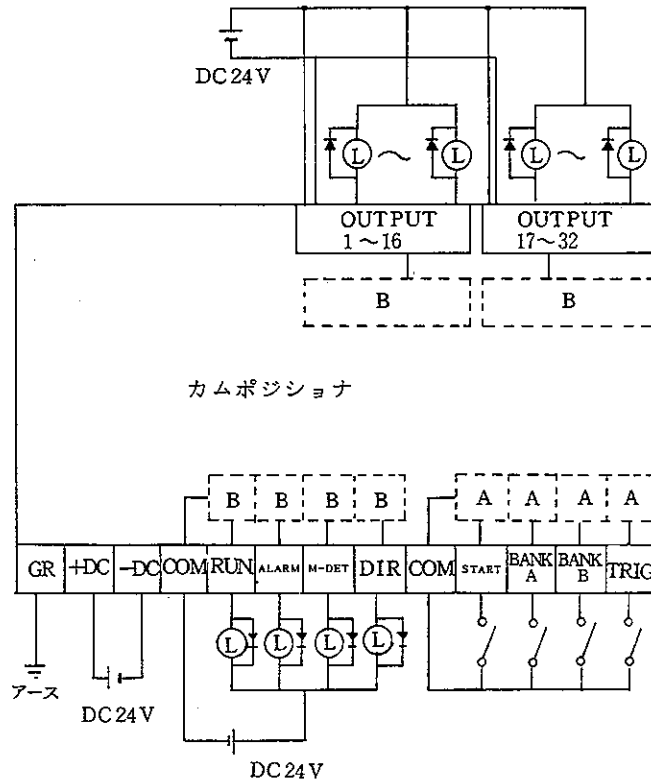 DC24V
L L L L
OUTPUT OUTPUT
1～16 17～32
B B
カムポジショナ
B B B B A A A A
GR +DC -DC COM RUN ALARM M-DET DIR COM START BANK A BANK B TRIG
L L L L
アース
DC24V
DC24V